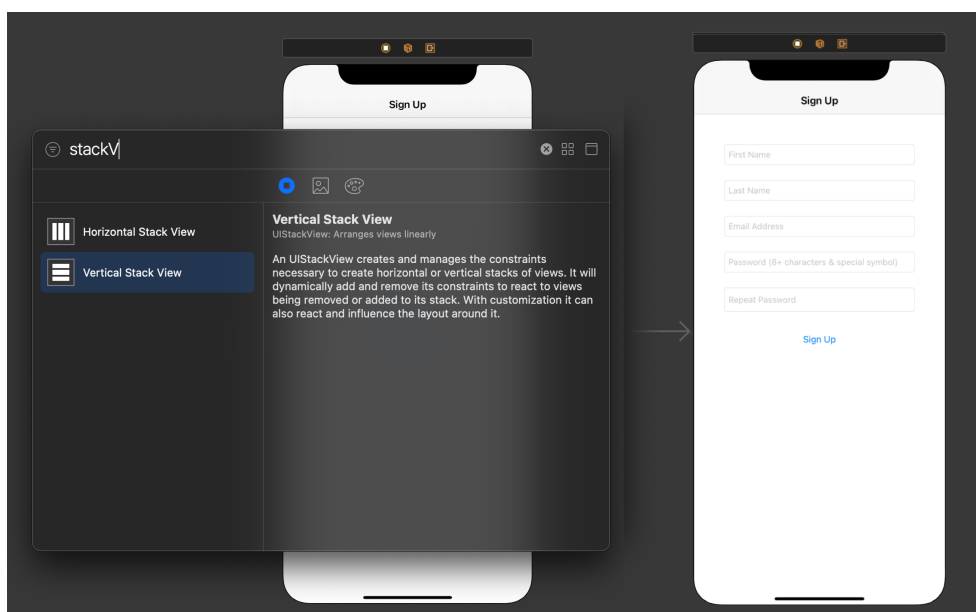 Sign Up
stackV
Horizontal Stack View
Vertical Stack View
Vertical Stack View
UIStackView: Arranges views linearly
An UIStackView creates and manages the constraints
necessary to create horizontal or vertical stacks of views. It will
dynamically add and remove its constraints to react to views
being removed or added to its stack. With customization it can
also react and influence the layout around it.
Sign Up
First Name
Last Name
Email Address
Password (8+ characters & special symbol)
Repeat Password
Sign Up